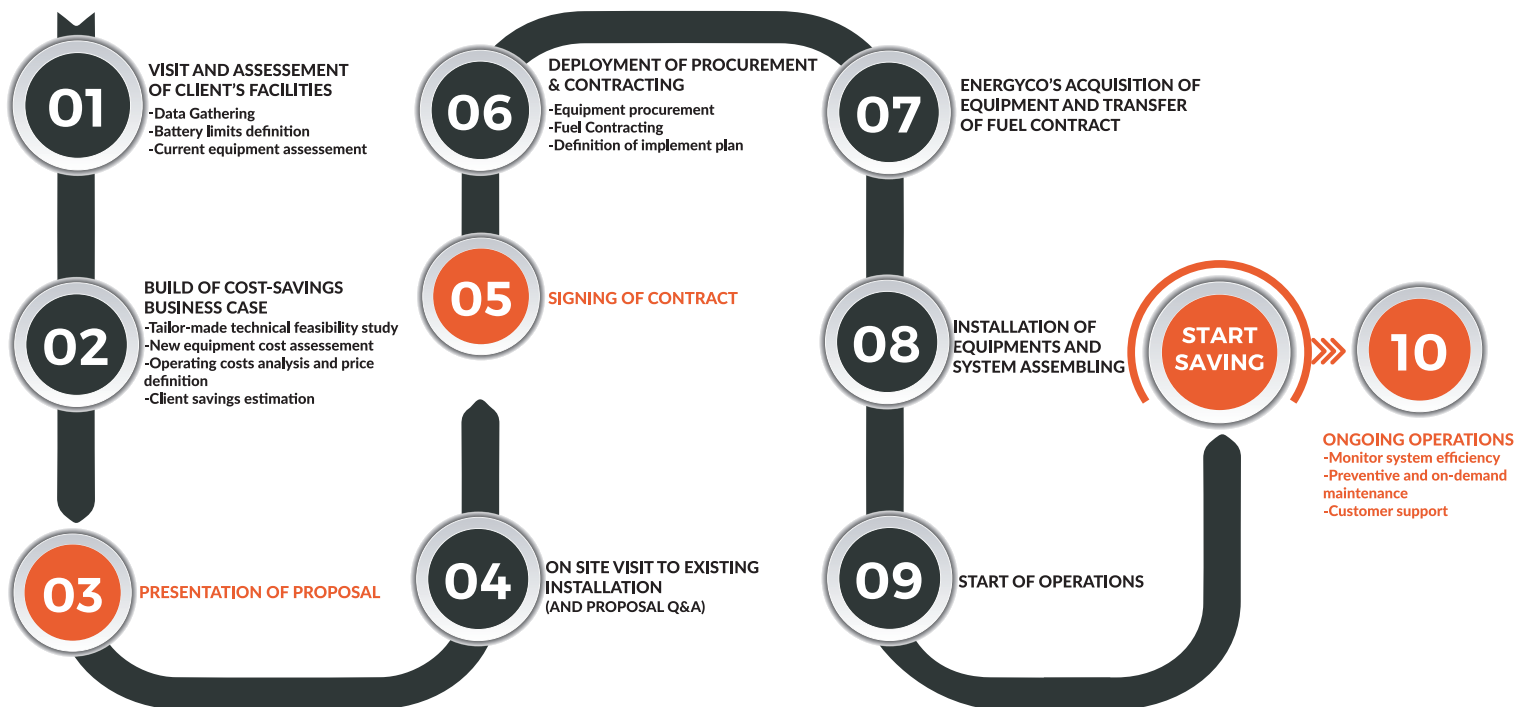 01
VISIT AND ASSESSEMENT
OF CLIENT'S FACILITIES
-Data Gathering
-Battery limits definition
-Current equipment assessement
02
BUILD OF COST-SAVINGS
BUSINESS CASE
-Tailor-made technical feasibility study
-New equipment cost assessment
-Operating costs analysis and price
definition
-Client savings estimation
03
PRESENTATION OF PROPOSAL
04
ON SITE VISIT TO EXISTING
INSTALLATION
(AND PROPOSAL Q&A)
05
SIGNING OF CONTRACT
06
DEPLOYMENT OF PROCUREMENT
& CONTRACTING
-Equipment procurement
-Fuel Contracting
-Definition of implement plan
07
ENERGYCO'S ACQUISITION OF
EQUIPMENT AND TRANSFER
OF FUEL CONTRACT
08
INSTALLATION OF
EQUIPMENTS AND
SYSTEM ASSEMBLING
09
START OF OPERATIONS
START
SAVING
10
ONGOING OPERATIONS
-Monitor system efficiency
-Preventive and on-demand
maintenance
-Customer support